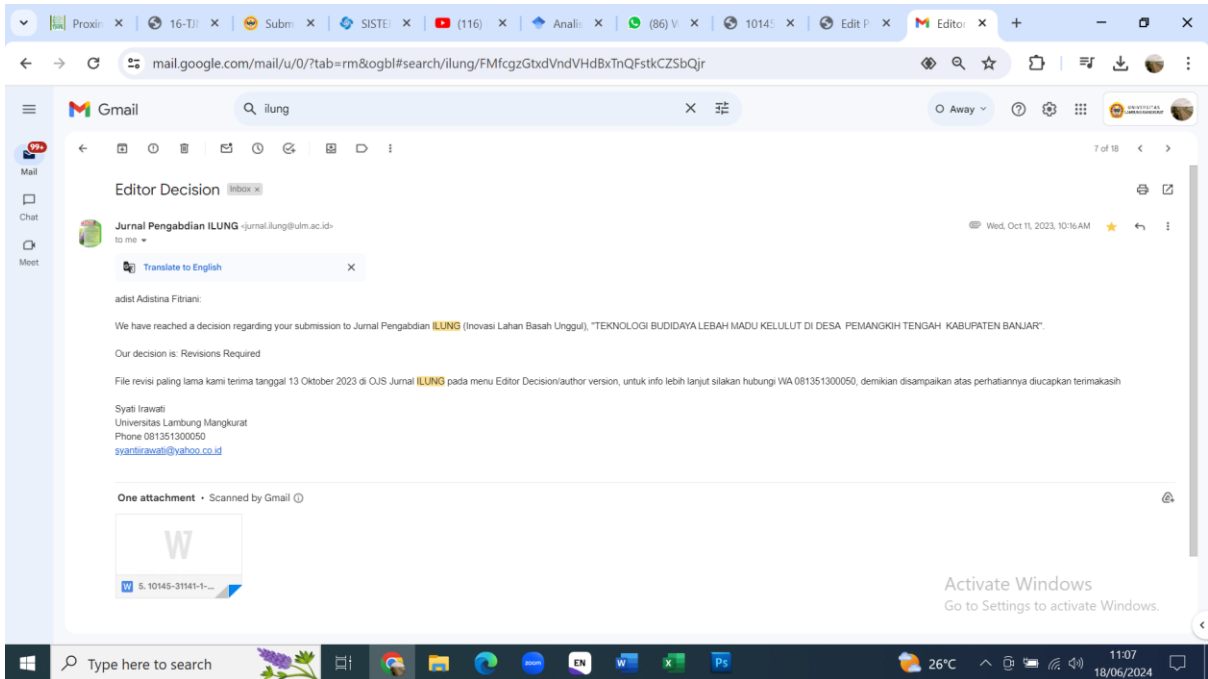 Proxin
16-TJI
Subm
SISTE
(116)
Analis
(86) W
10145
Edit P
Editor
mail.google.com/mail/u/0/?tab=rm&ogbl#search/ilung/FMfcgzGtxdVndVHdBxTnQFstkCZSbQjr
Gmail
ilung
Away
UNIVERSITAS
LAMBUNG MANGKURAT
99+
Mail
Chat
Meet
7 of 18
Editor Decision Inbox ×
Jurnal Pengabdian ILUNG <jurnal.ilung@ulm.ac.id>
Wed, Oct 11, 2023, 10:16 AM
to me
Translate to English
adist Adistina Fitriani:
We have reached a decision regarding your submission to Jurnal Pengabdian ILUNG (Inovasi Lahan Basah Unggul), "TEKNOLOGI BUDIDAYA LEBAH MADU KELULUT DI DESA PEMANGKIH TENGAH KABUPATEN BANJAR".
Our decision is: Revisions Required
File revisi paling lama kami terima tanggal 13 Oktober 2023 di OJS Jurnal ILUNG pada menu Editor Decision/author version, untuk info lebih lanjut silakan hubungi WA 081351300050, demikian disampaikan atas perhatiannya diucapkan terimakasih
Syati Irawati
Universitas Lambung Mangkurat
Phone 081351300050
syantiirawati@yahoo.co.id
One attachment • Scanned by Gmail
W
W 5. 10145-31141-1-...
Activate Windows
Go to Settings to activate Windows.
Type here to search
zoom
EN
Ps
26°C
11:07
18/06/2024